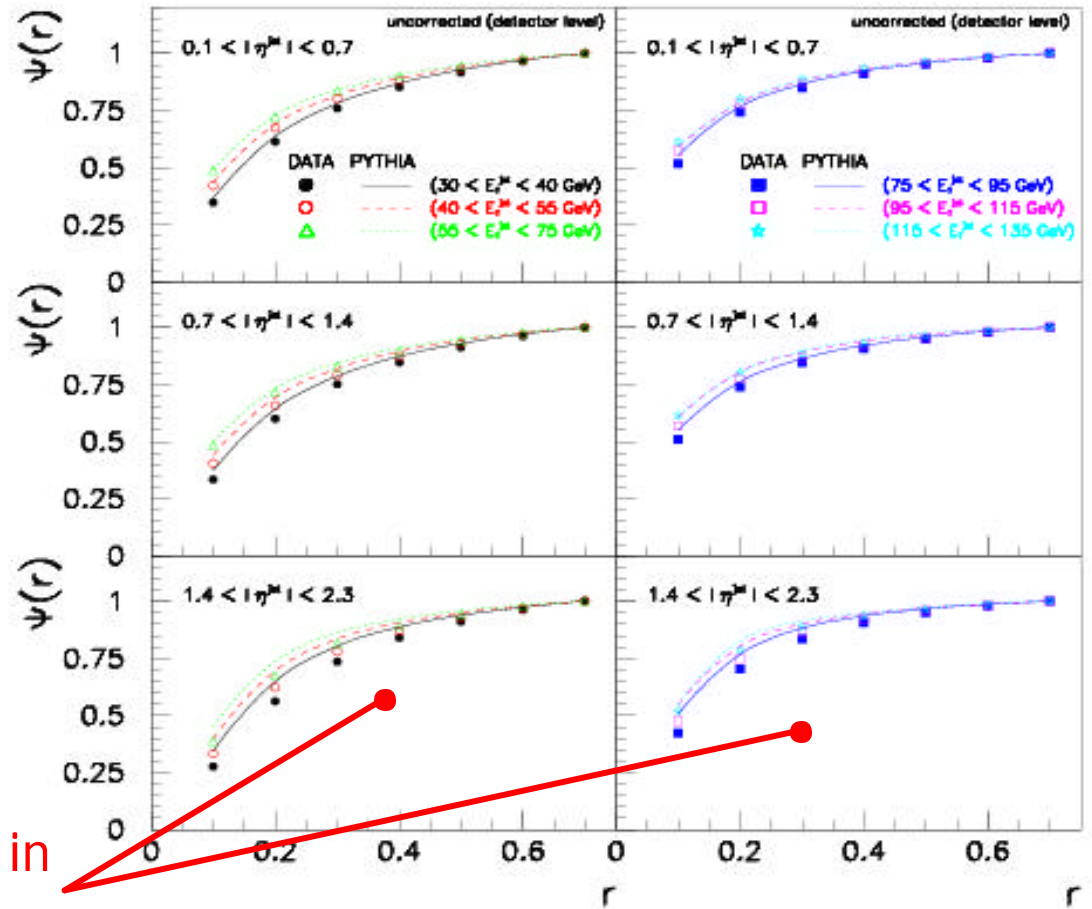 uncorrected (detector level)
uncorrected (detector level)
0.1 < | η^jet | < 0.7
0.1 < | η^jet | < 0.7
Ψ(r)
1
0.75
0.5
0.25
0
DATA PYTHIA
(30 < E_t^jet < 40 GeV)
(40 < E_t^jet < 55 GeV)
(55 < E_t^jet < 75 GeV)
DATA PYTHIA
(75 < E_t^jet < 95 GeV)
(95 < E_t^jet < 115 GeV)
(115 < E_t^jet < 135 GeV)
Ψ(r)
0.7 < | η^jet | < 1.4
0.7 < | η^jet | < 1.4
1
0.75
0.5
0.25
0
Ψ(r)
1.4 < | η^jet | < 2.3
1.4 < | η^jet | < 2.3
1
0.75
0.5
0.25
0
in
0 0.2 0.4 0.6 0 0.2 0.4 0.6
r r